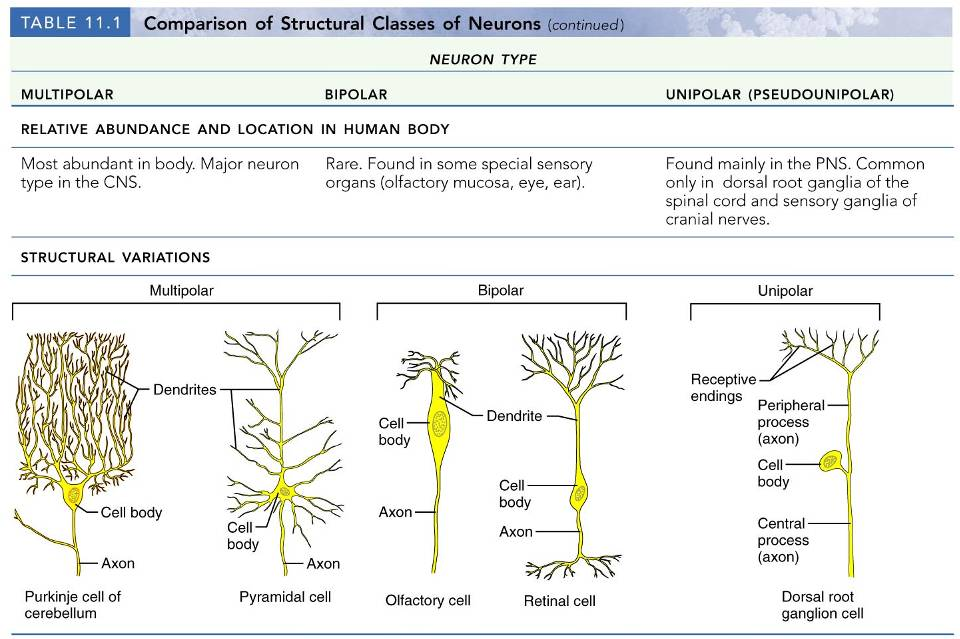 TABLE 11.1 Comparison of Structural Classes of Neurons (continued)
NEURON TYPE
MULTIPOLAR BIPOLAR UNIPOLAR (PSEUDOUNIPOLAR)
RELATIVE ABUNDANCE AND LOCATION IN HUMAN BODY
Most abundant in body. Major neuron
type in the CNS.
Rare. Found in some special sensory
organs (olfactory mucosa, eye, ear).
Found mainly in the PNS. Common
only in dorsal root ganglia of the
spinal cord and sensory ganglia of
cranial nerves.
STRUCTURAL VARIATIONS
Multipolar
Dendrites
Cell body
Axon
Purkinje cell of
cerebellum
Cell
body
Axon
Pyramidal cell
Bipolar
Cell
body
Dendrite
Axon
Olfactory cell
Cell
body
Axon
Retinal cell
Unipolar
Receptive
endings
Peripheral
process
(axon)
Cell
body
Central
process
(axon)
Dorsal root
ganglion cell